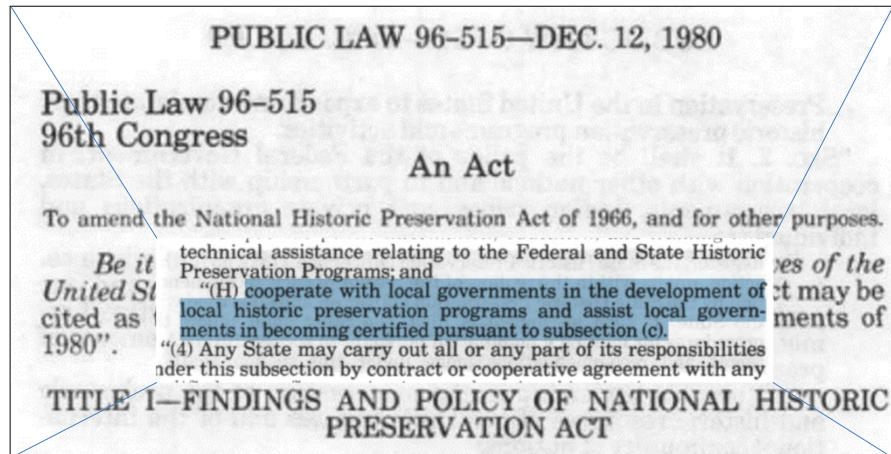 PUBLIC LAW 96–515—DEC. 12, 1980
Public Law 96–515
96th Congress
An Act
To amend the National Historic Preservation Act of 1966, and for other purposes.
technical assistance relating to the Federal and State Historic
Preservation Programs; and
Be it
ves of the
"(H) cooperate with local governments in the development of
United St
ct may be
local historic preservation programs and assist local govern-
cited as
ments of
ments in becoming certified pursuant to subsection (c).
1980".
"(4) Any State may carry out all or any part of its responsibilities
nder this subsection by contract or cooperative agreement with any
TITLE I—FINDINGS AND POLICY OF NATIONAL HISTORIC
PRESERVATION ACT